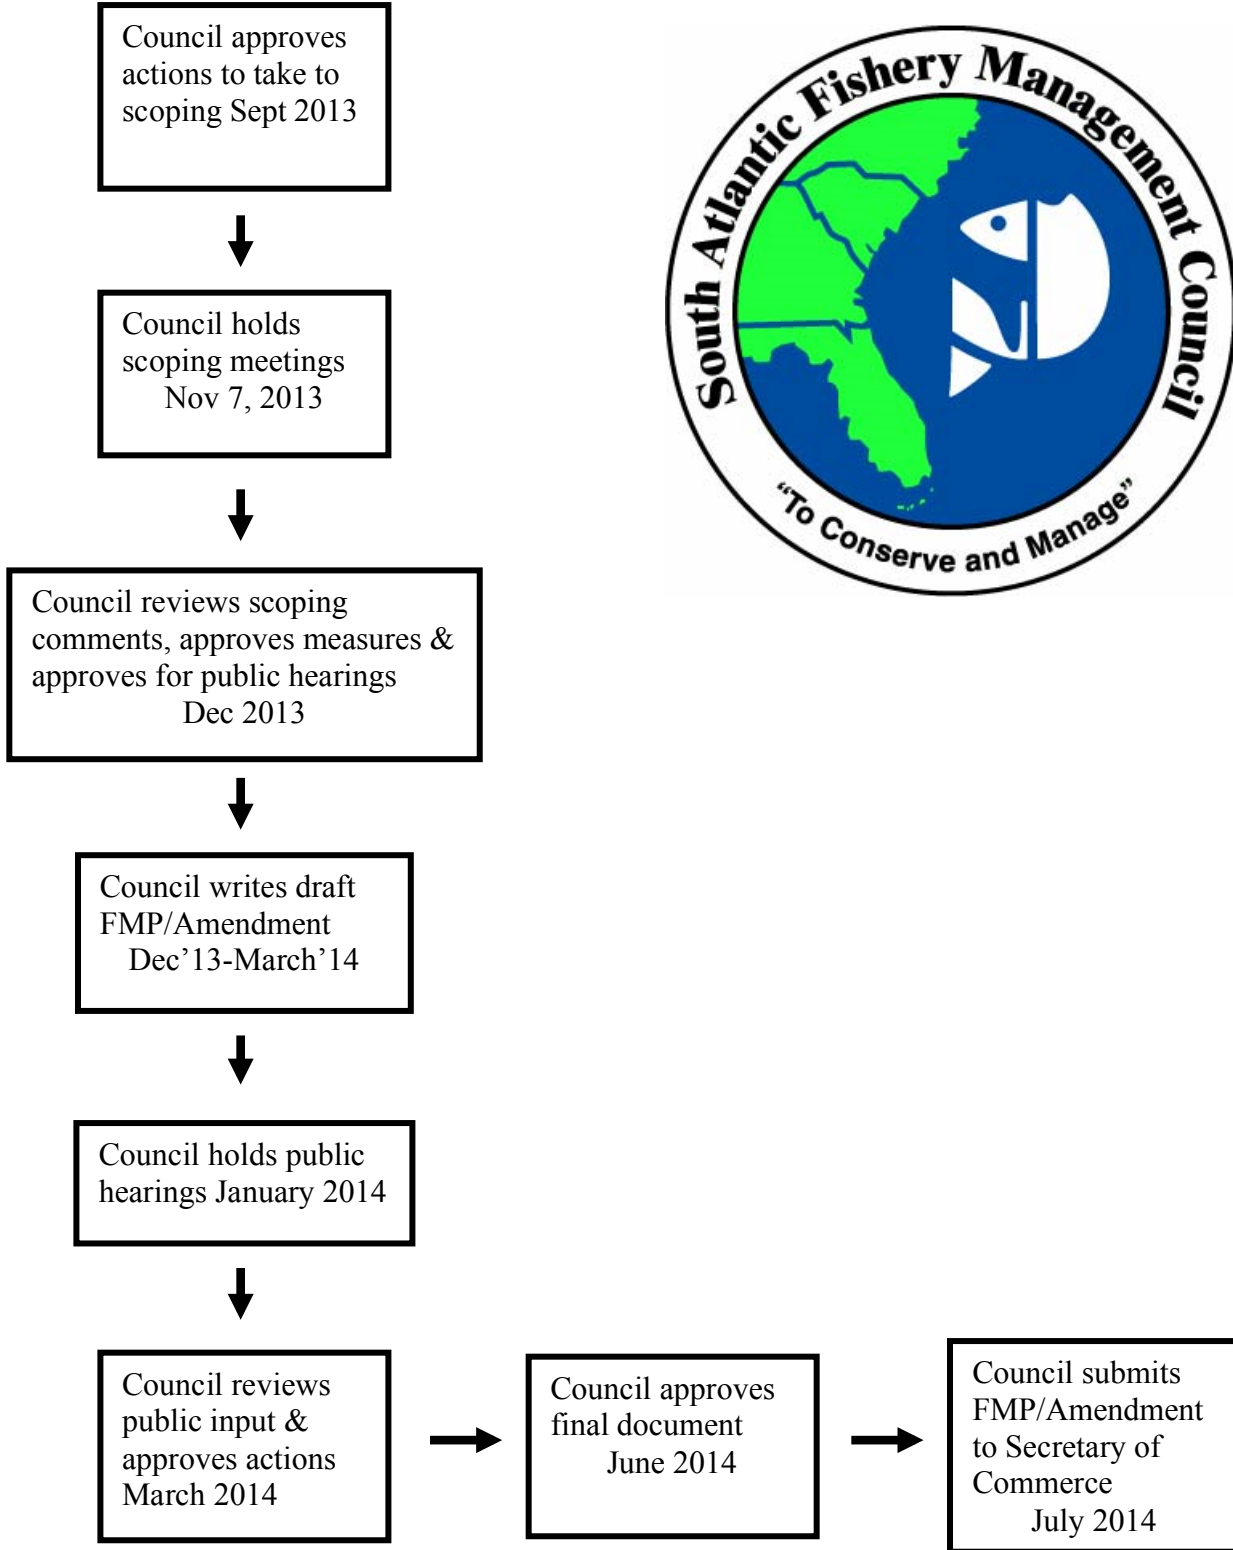 Council approves
actions to take to
scoping Sept 2013
South Atlantic Fishery Management Council
“To Conserve and Manage”
Council holds
scoping meetings
Nov 7, 2013
Council reviews scoping
comments, approves measures &
approves for public hearings
Dec 2013
Council writes draft
FMP/Amendment
Dec’13-March’14
Council holds public
hearings January 2014
Council reviews
public input &
approves actions
March 2014
Council approves
final document
June 2014
Council submits
FMP/Amendment
to Secretary of
Commerce
July 2014